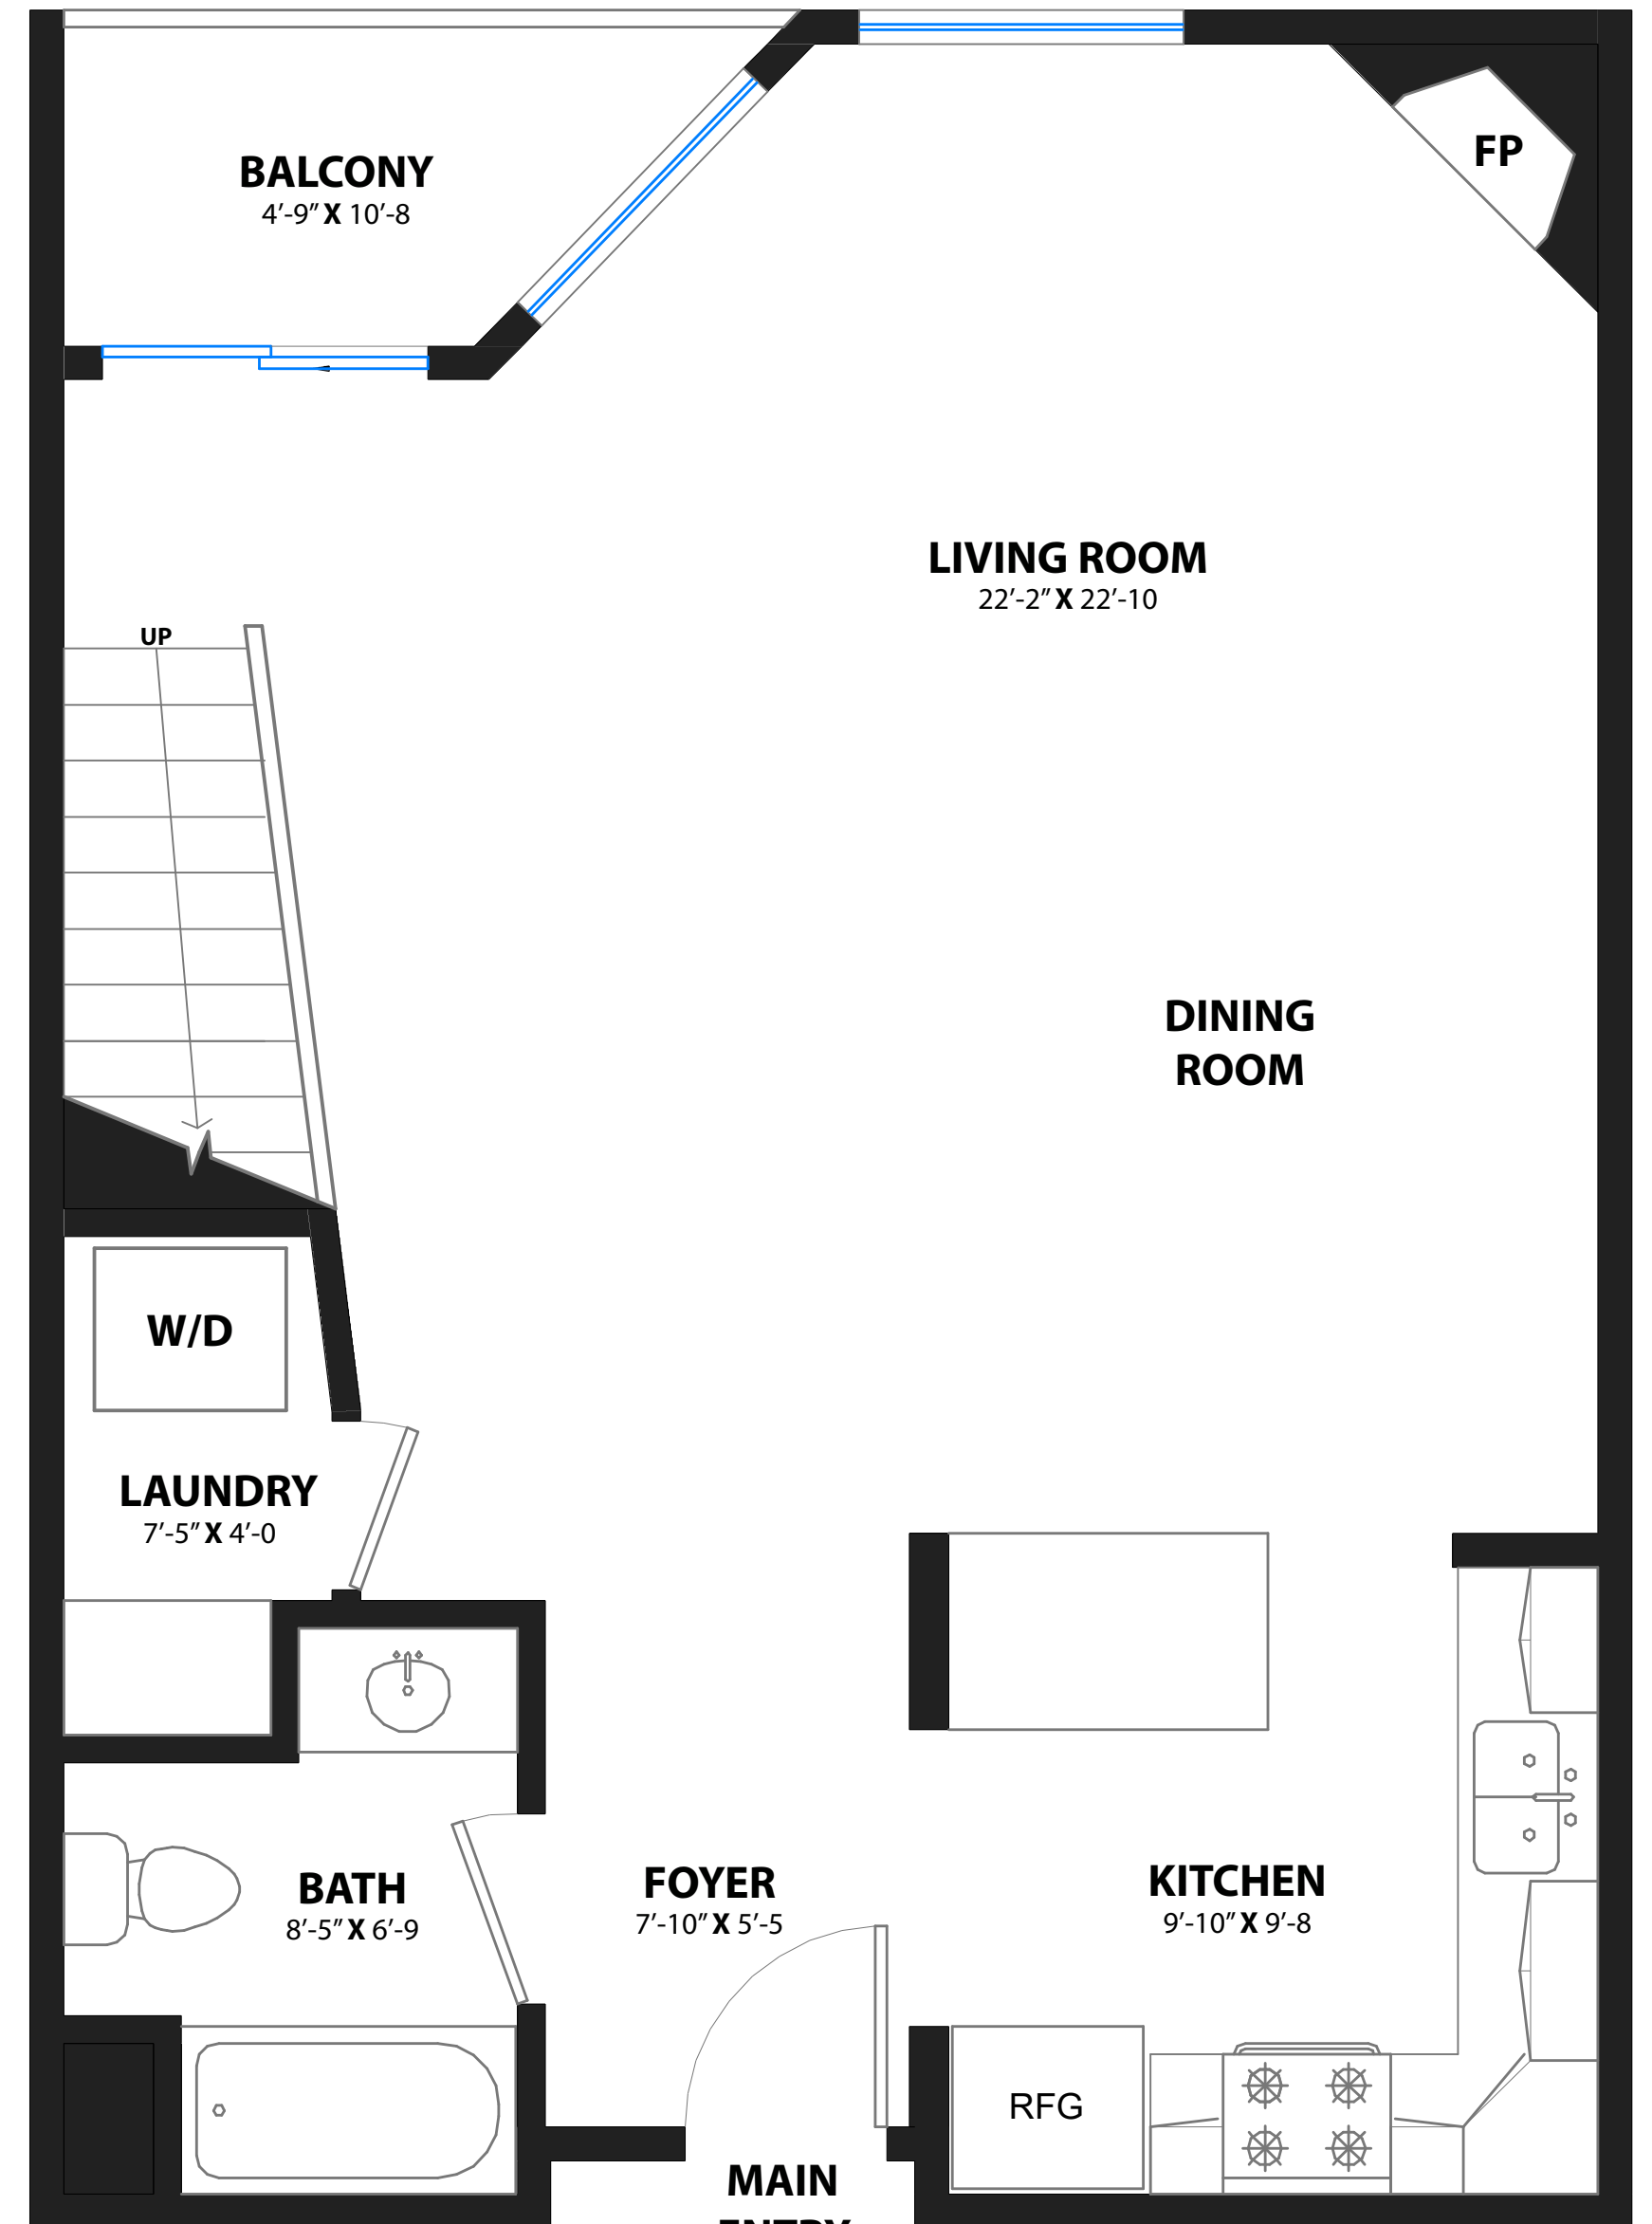 BALCONY
4’-9” X 10’-8
FP
LIVING ROOM
22’-2” X 22’-10
UP
DINING
ROOM
W/D
LAUNDRY
7’-5” X 4’-0
BATH
8’-5” X 6’-9
FOYER
7’-10” X 5’-5
KITCHEN
9’-10” X 9’-8
RFG
MAIN
ENTRY